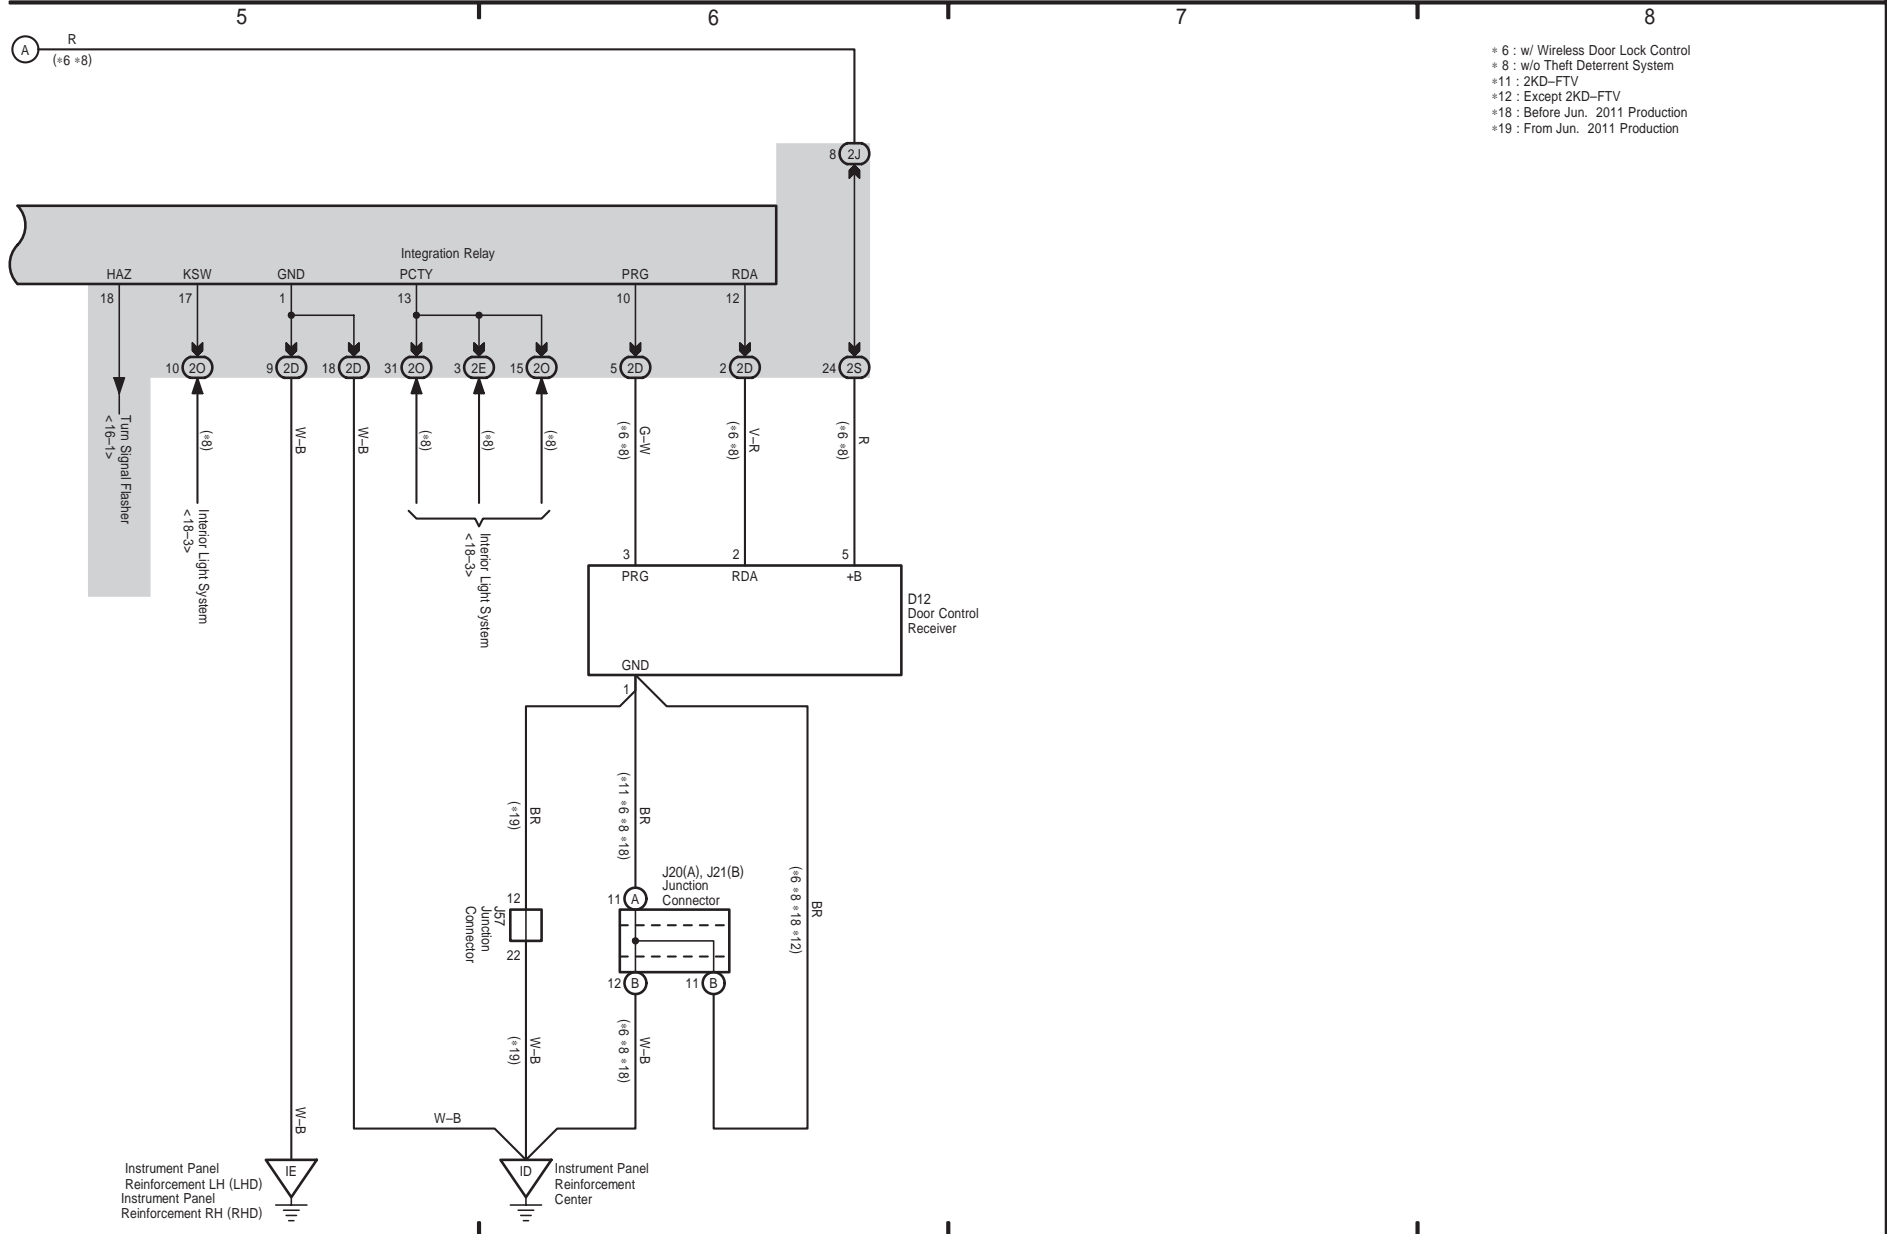 5
6
7
8
A
R
(*6 *8)
* 6 : w/ Wireless Door Lock Control
* 8 : w/o Theft Deterrent System
*11 : 2KD–FTV
*12 : Except 2KD–FTV
*18 : Before Jun. 2011 Production
*19 : From Jun. 2011 Production
8 2J
Integration Relay
HAZ KSW GND PCTY PRG RDA
18 17 1 13 10 12
10 2O 9 2D 18 2D 31 2O 3 2E 15 2O 5 2D 2 2D 24 2S
Turn Signal Flasher
<16–1>
(*8)
Interior Light System
<18–3>
W–B
W–B
(*8)
(*8)
(*8)
Interior Light System
<18–3>
G–W
(*6 *8)
V–R
(*6 *8)
R
(*6 *8)
3 2 5
PRG RDA +B
D12
Door Control
Receiver
GND
1
BR
(*19)
BR
(*11 *6 *8 *18)
BR
(*6 *8 *18 *12)
12
J57
Junction
Connector
22
J20(A), J21(B)
Junction
Connector
11 A
12 B 11 B
W–B
(*19)
W–B
(*6 *8 *18)
W–B
W–B
Instrument Panel
Reinforcement LH (LHD)
Instrument Panel
Reinforcement RH (RHD)
IE
ID
Instrument Panel
Reinforcement
Center